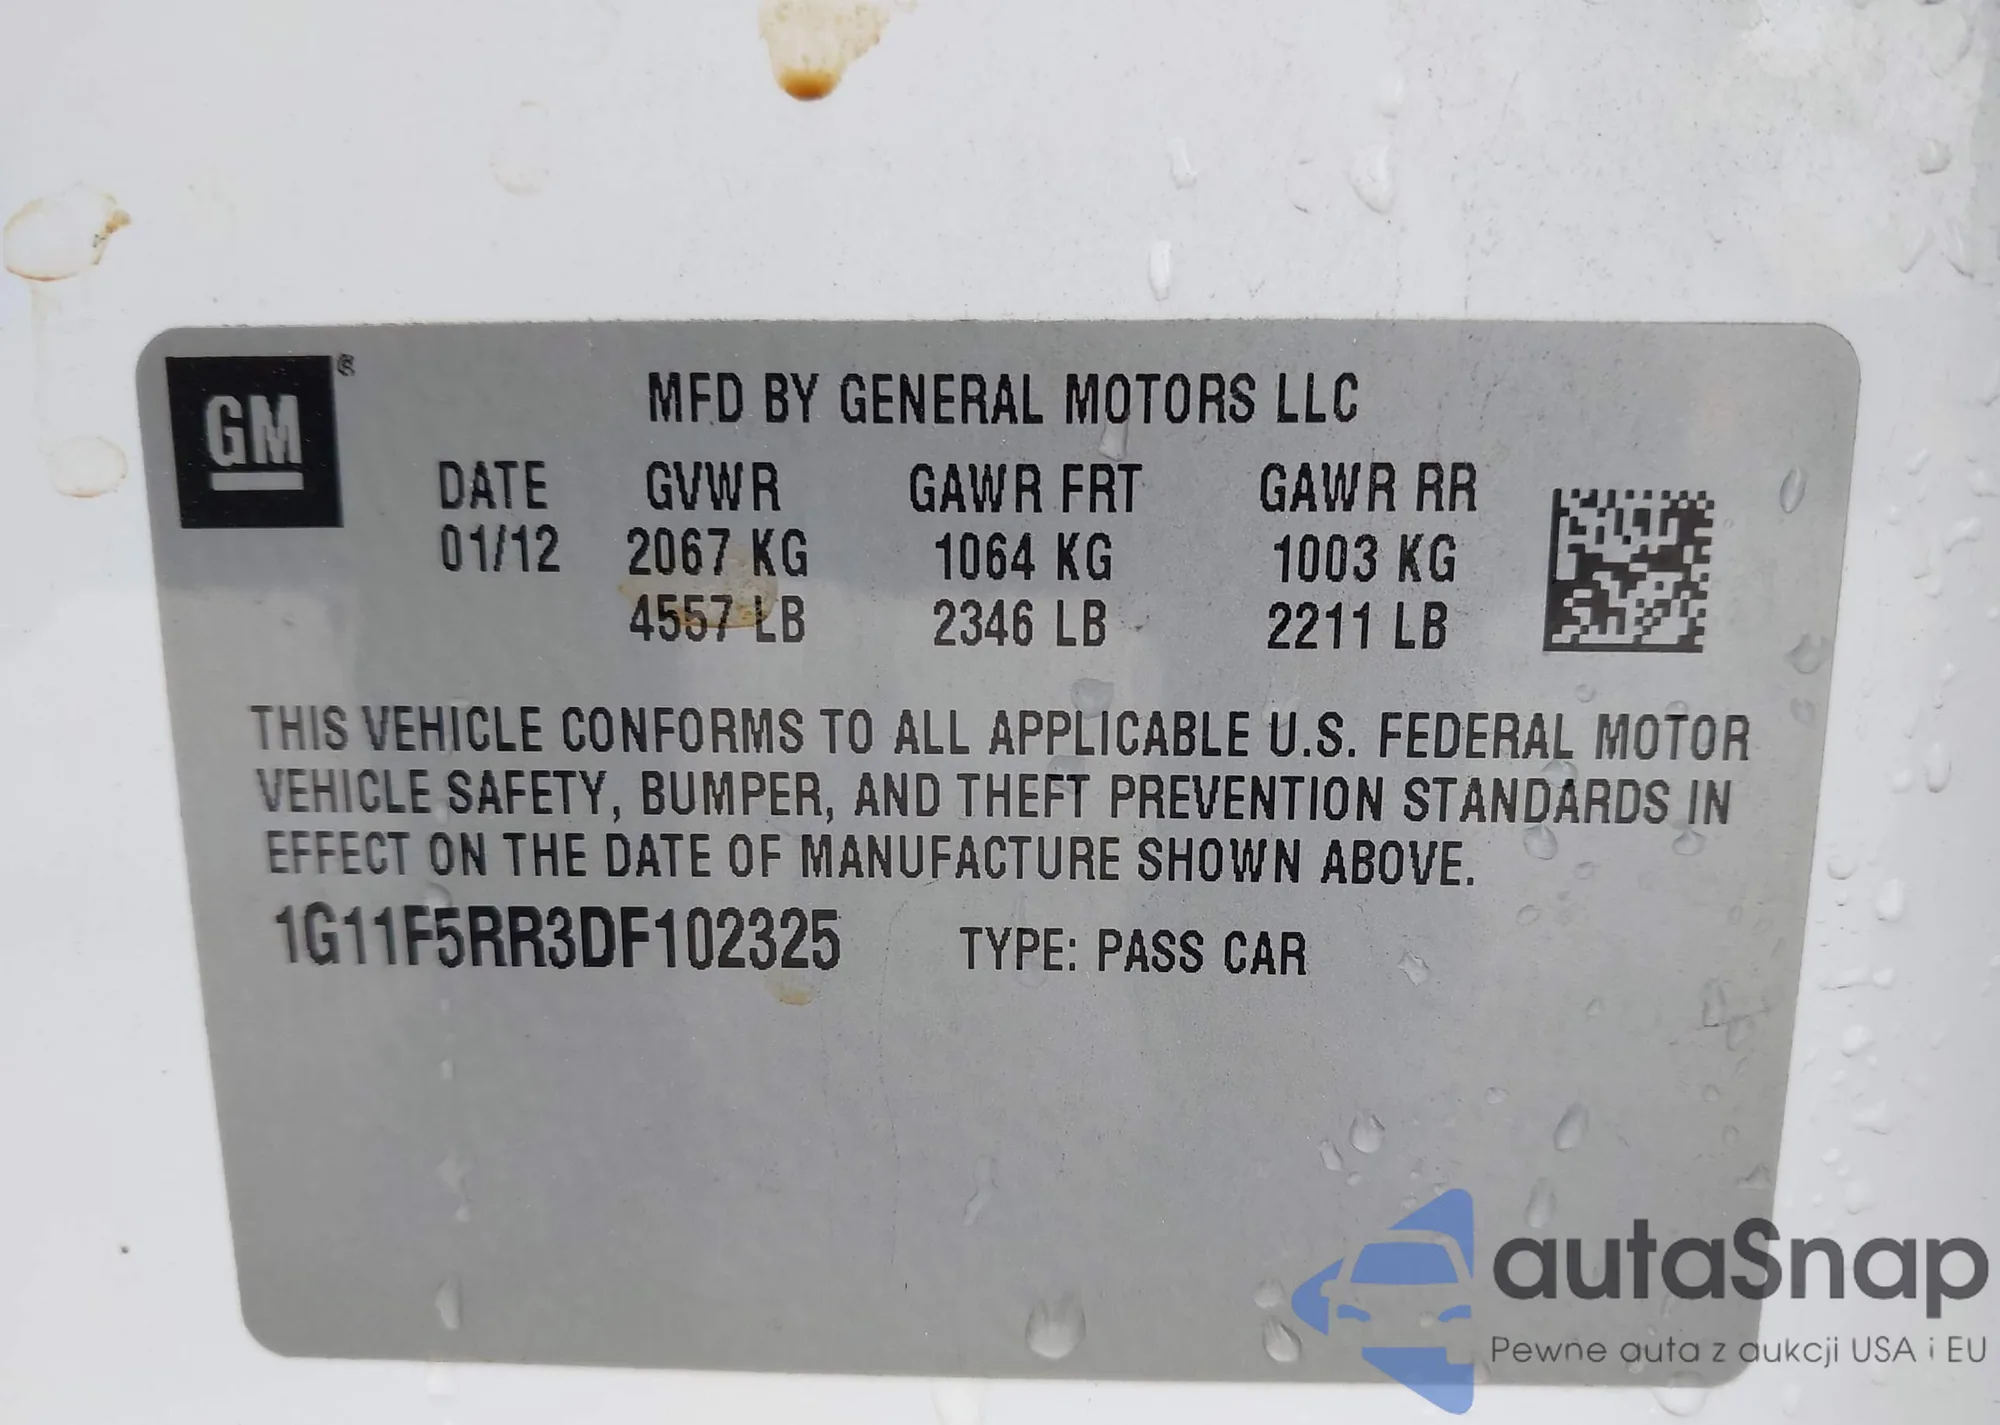 GM®
MFD BY GENERAL MOTORS LLC
DATE GVWR GAWR FRT GAWR RR
01/12 2067 KG 1064 KG 1003 KG
4557 LB 2346 LB 2211 LB
THIS VEHICLE CONFORMS TO ALL APPLICABLE U.S. FEDERAL MOTOR
VEHICLE SAFETY, BUMPER, AND THEFT PREVENTION STANDARDS IN
EFFECT ON THE DATE OF MANUFACTURE SHOWN ABOVE.
1G11F5RR3DF102325 TYPE: PASS CAR
autaSnap
Pewne auta z aukcji USA i EU